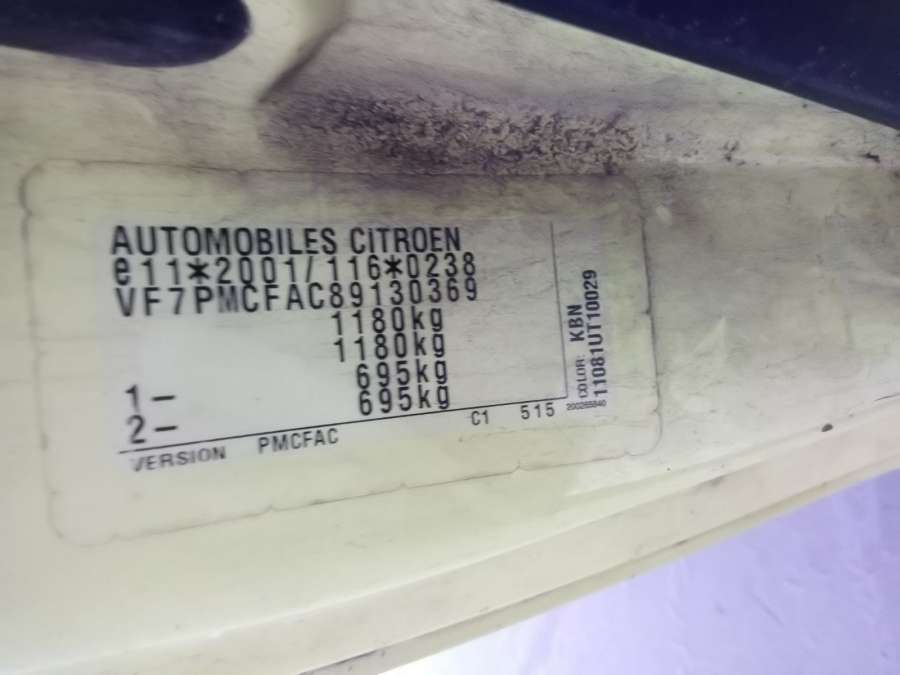 AUTOMOBILES CITROEN
e11*2001/116*0238
VF7PMCFAC89130369
1180kg
1180kg
1- 695kg
2- 695kg
VERSION PMCFAC C1 515
COLOR: KBN
11081UT10029